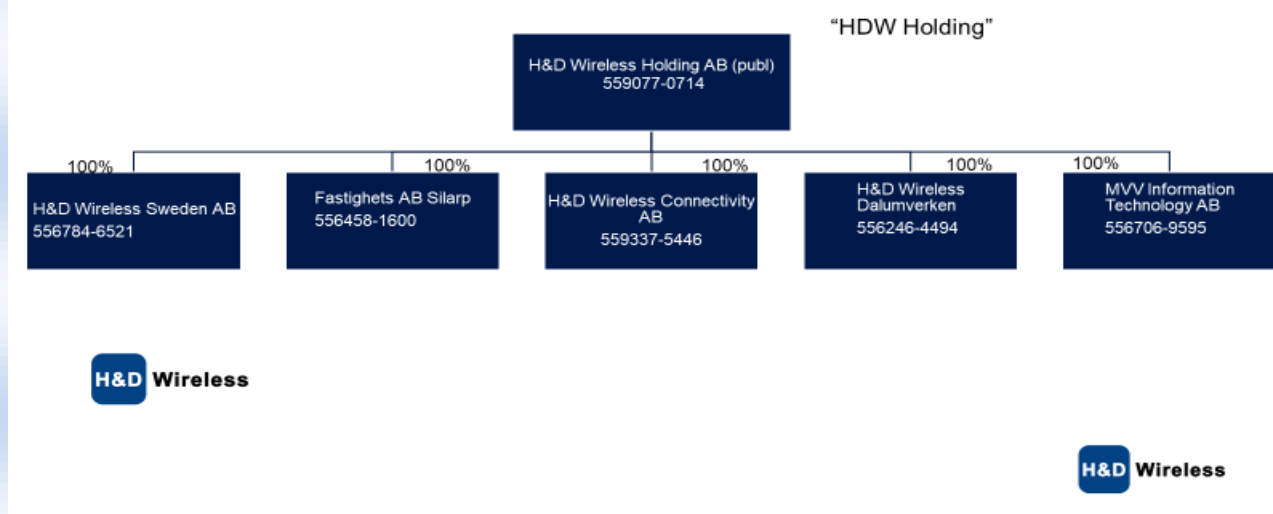 “HDW Holding”
H&D Wireless Holding AB (publ)
559077-0714
100%
100%
100%
100%
100%
H&D Wireless Sweden AB
556784-6521
Fastighets AB Silarp
556458-1600
H&D Wireless Connectivity
AB
559337-5446
H&D Wireless
Dalumverken
556246-4494
MVV Information
Technology AB
556706-9595
H&D Wireless
H&D Wireless